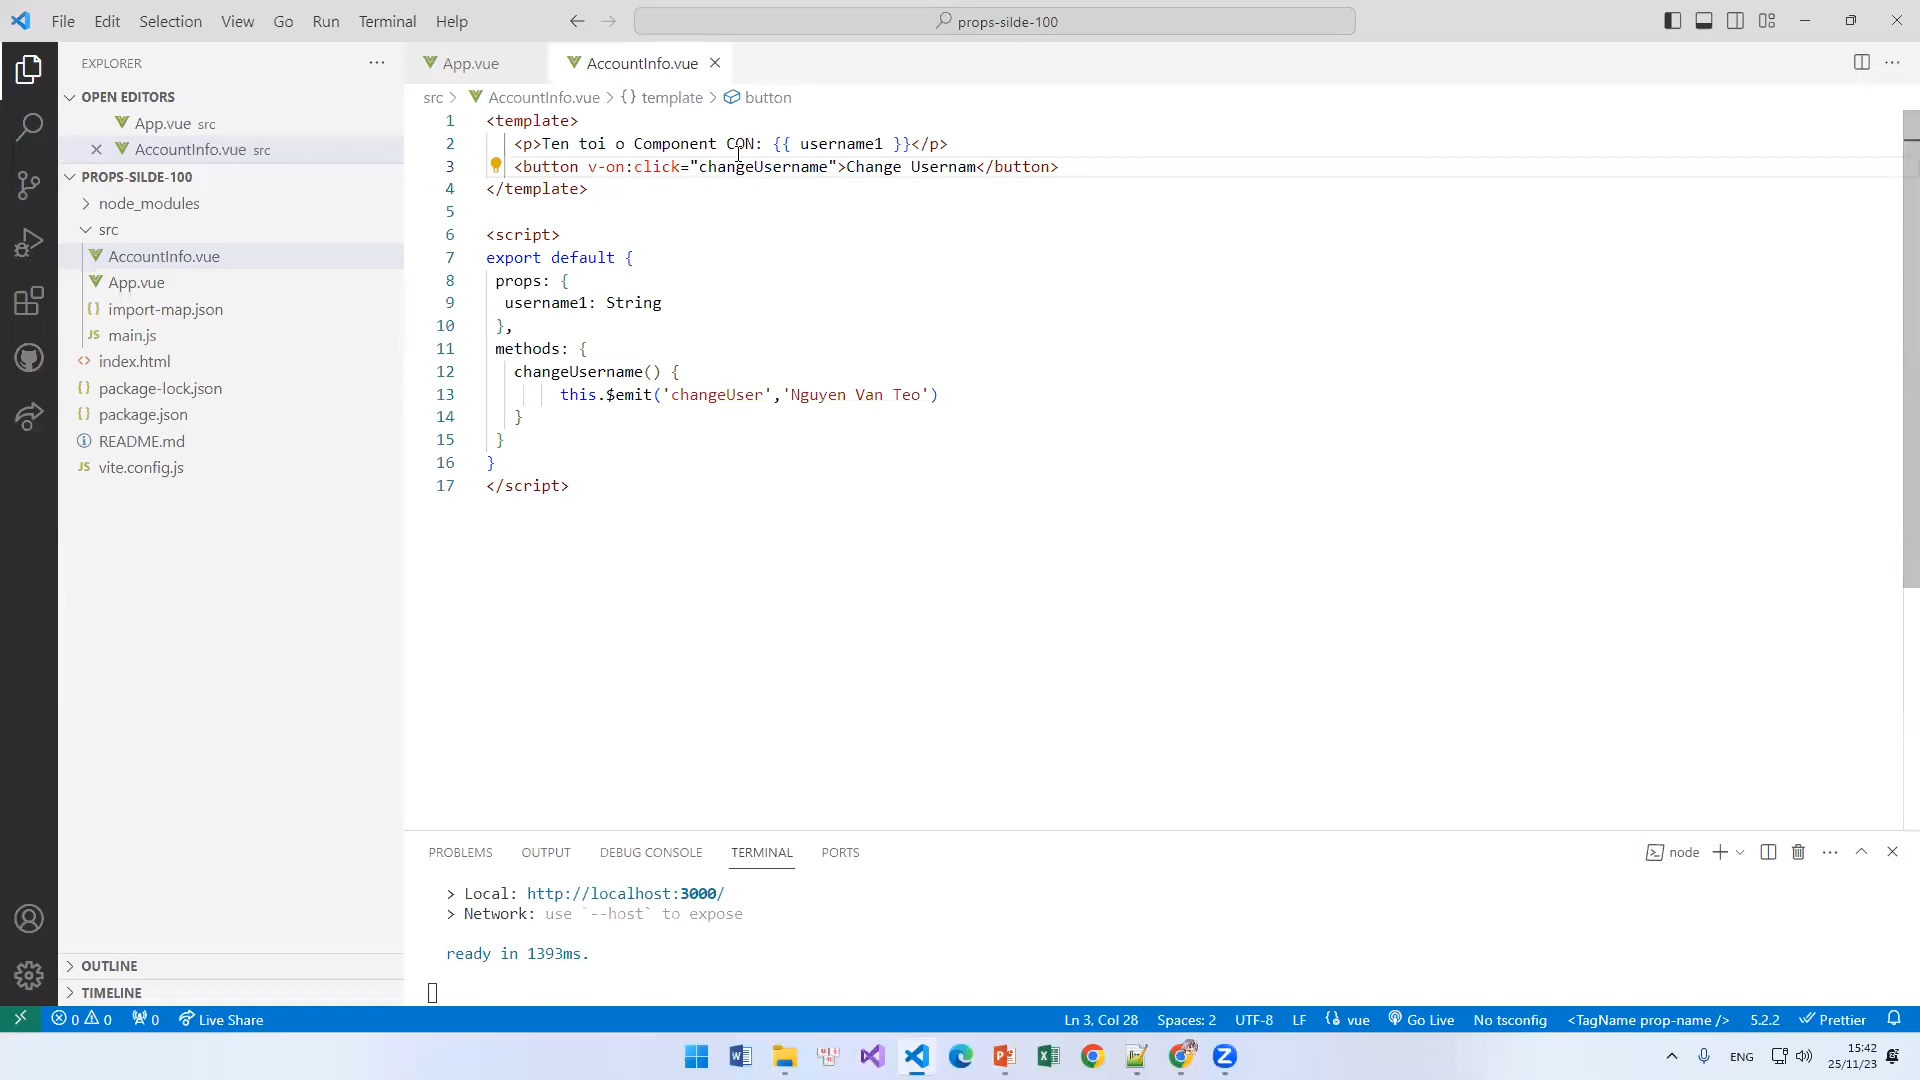 File Edit Selection View Go Run Terminal Help
props-silde-100
EXPLORER
OPEN EDITORS
App.vue src
AccountInfo.vue src
PROPS-SILDE-100
node_modules
src
AccountInfo.vue
App.vue
import-map.json
main.js
index.html
package-lock.json
package.json
README.md
vite.config.js
OUTLINE
TIMELINE
App.vue AccountInfo.vue
src > AccountInfo.vue > {} template > button
1 <template>
2 <p>Ten toi o Component CON: {{ username1 }}</p>
3 <button v-on:click="changeUsername">Change Usernam</button>
4 </template>
5
6 <script>
7 export default {
8 props: {
9 username1: String
10 },
11 methods: {
12 changeUsername() {
13 this.$emit('changeUser','Nguyen Van Teo')
14 }
15 }
16 }
17 </script>
PROBLEMS OUTPUT DEBUG CONSOLE TERMINAL PORTS
node
> Local: http://localhost:3000/
> Network: use `--host` to expose
ready in 1393ms.
0 0 0 Live Share
Ln 3, Col 28 Spaces: 2 UTF-8 LF vue Go Live No tsconfig <TagName prop-name /> 5.2.2 Prettier
ENG
15:42
25/11/23